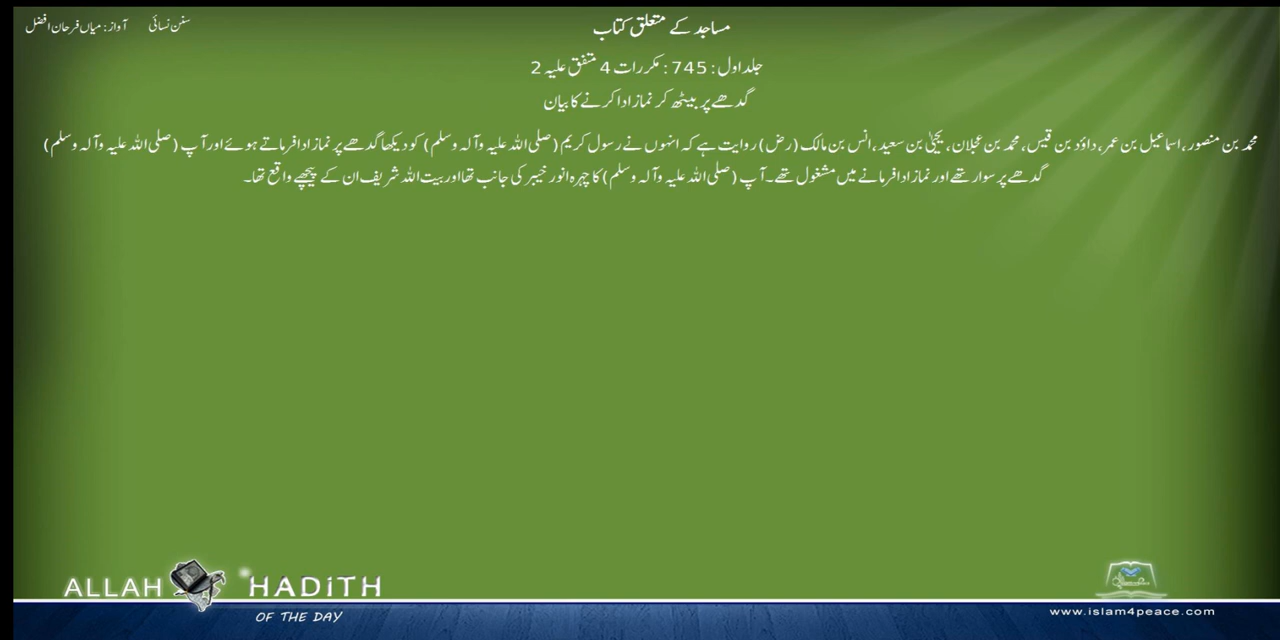 سنن نسائی آواز: میاں فرحان افضل
مساجد کے متعلق کتاب
جلد اول: 745 : مکررات 4 متفق علیہ 2
گدھے پر بیٹھ کر نماز ادا کرنے کا بیان
محمد بن منصور، اسماعیل بن عمر، داؤد بن قیس، محمد بن عجلان، یحییٰ بن سعید، انس بن مالک (رض) روایت ہے کہ انہوں نے رسول کریم (صلی اللہ علیہ وآلہ وسلم) کو دیکھا گدھے پر نماز ادا فرماتے ہوئے اور آپ (صلی اللہ علیہ وآلہ وسلم)
گدھے پر سوار تھے اور نماز ادا فرمانے میں مشغول تھے۔ آپ (صلی اللہ علیہ وآلہ وسلم) کا چہرہ انور خیبر کی جانب تھا اور بیت اللہ شریف ان کے پیچھے واقع تھا۔
ALLAH HADITH
OF THE DAY
www.islam4peace.com